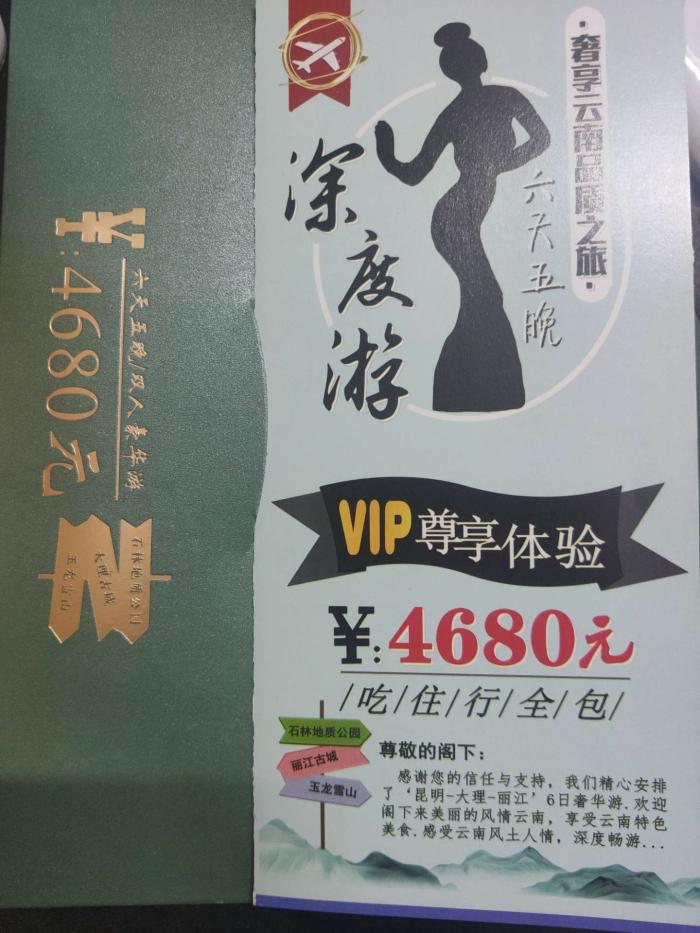 ¥:4680元
六天五晚/双人豪华游
石林地质公园
大理古城
玉龙雪山
·奢享云南品质之旅·
深度游
六天五晚
VIP尊享体验
¥:4680元
/吃/住/行/全/包/
石林地质公园
丽江古城
玉龙雪山
尊敬的阁下：
感谢您的信任与支持，我们精心安排
了‘昆明-大理-丽江’6日奢华游.欢迎
阁下来美丽的风情云南，享受云南特色
美食.感受云南风土人情，深度畅游...